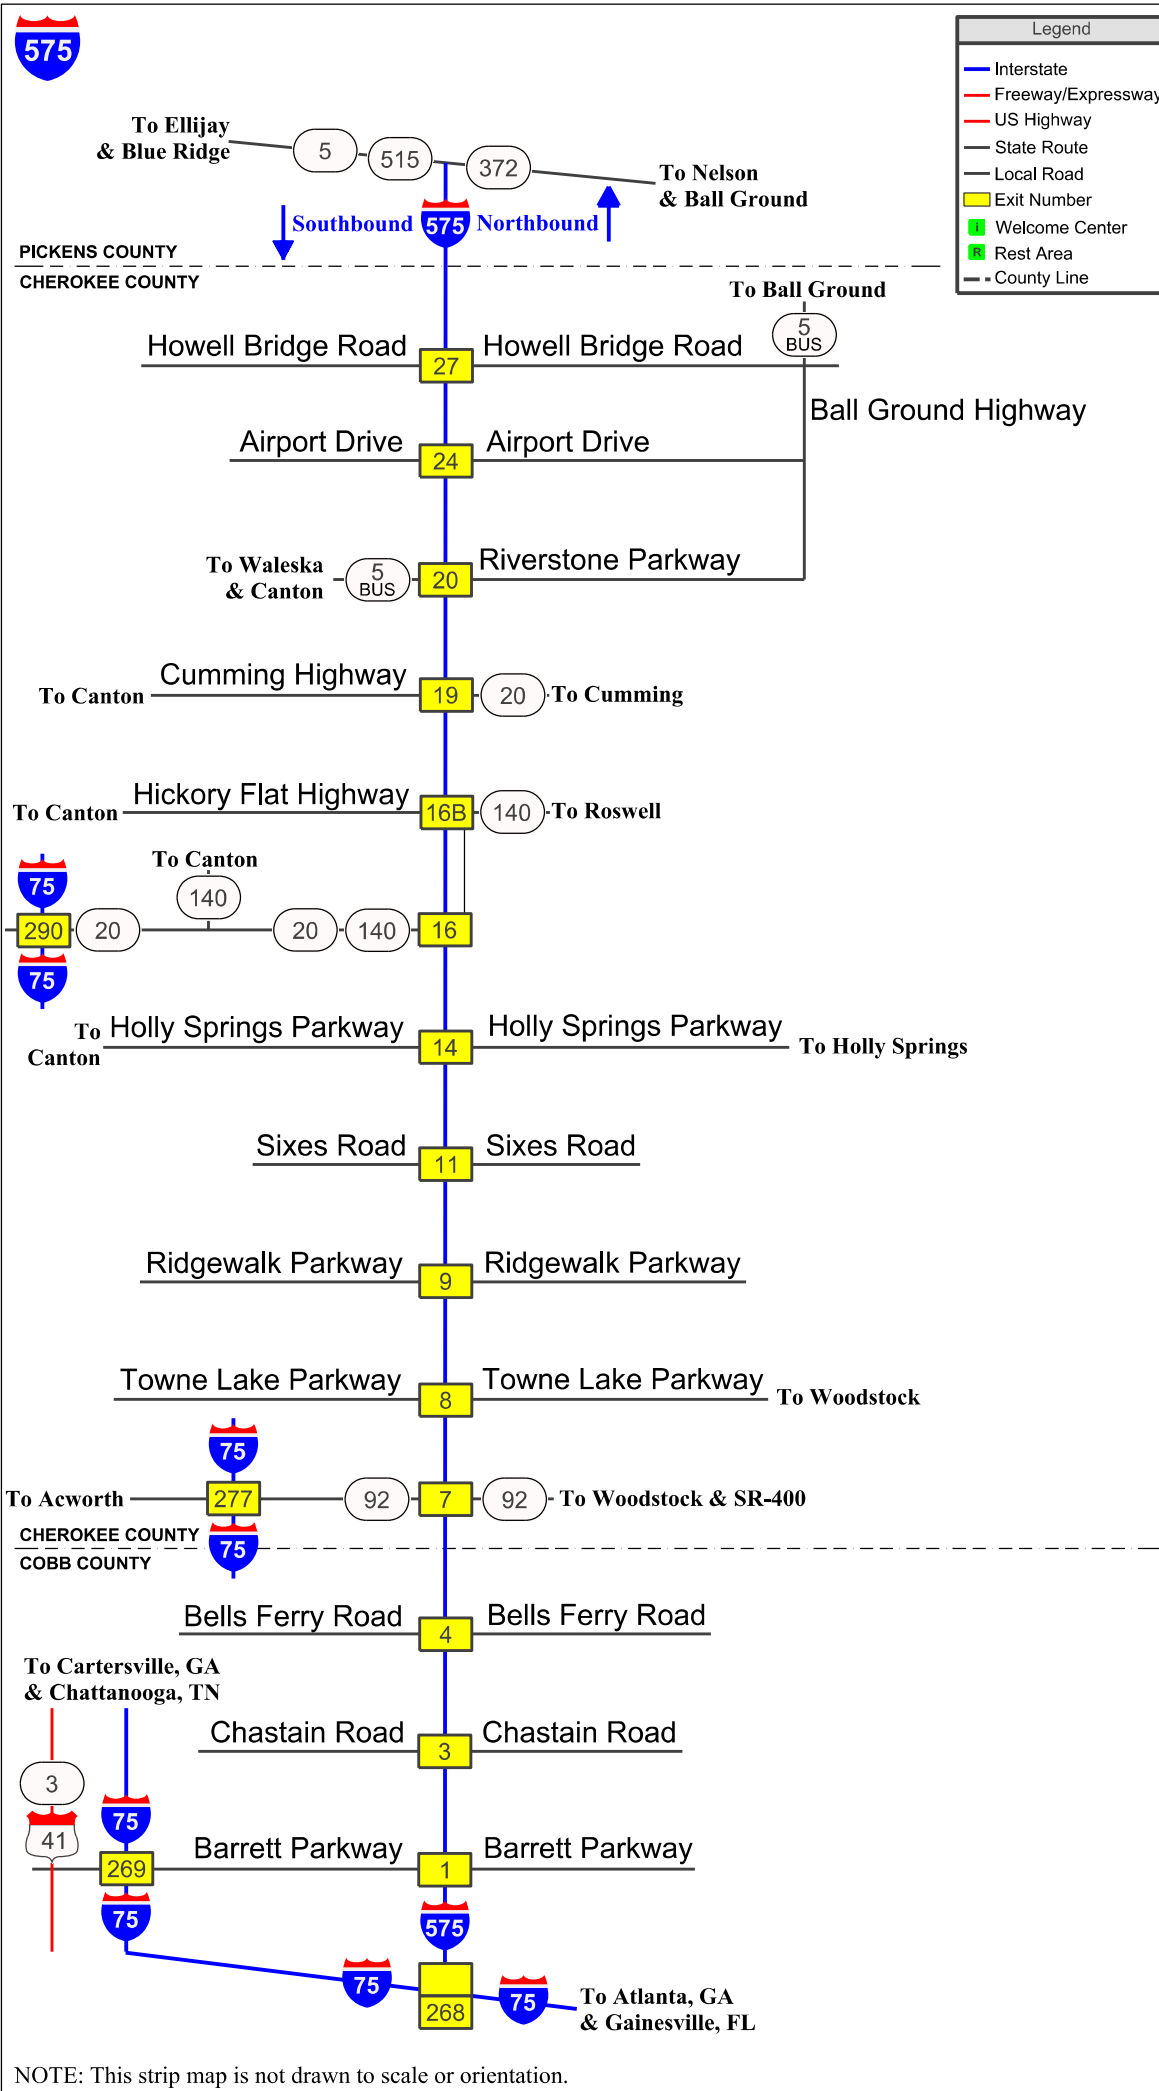 575
Legend
Interstate
Freeway/Expressway
US Highway
State Route
Local Road
Exit Number
i Welcome Center
R Rest Area
County Line
To Ellijay
& Blue Ridge
5
515
372
To Nelson
& Ball Ground
Southbound
575
Northbound
PICKENS COUNTY
CHEROKEE COUNTY
To Ball Ground
5
BUS
Howell Bridge Road
27
Howell Bridge Road
Ball Ground Highway
Airport Drive
24
Airport Drive
To Waleska
& Canton
5
BUS
20
Riverstone Parkway
To Canton
Cumming Highway
19
20
To Cumming
To Canton
Hickory Flat Highway
16B
140
To Roswell
75
To Canton
140
290
20
20
140
16
75
To
Canton
Holly Springs Parkway
14
Holly Springs Parkway
To Holly Springs
Sixes Road
11
Sixes Road
Ridgewalk Parkway
9
Ridgewalk Parkway
Towne Lake Parkway
8
Towne Lake Parkway
To Woodstock
75
To Acworth
277
92
7
92
To Woodstock & SR-400
CHEROKEE COUNTY
75
COBB COUNTY
Bells Ferry Road
4
Bells Ferry Road
To Cartersville, GA
& Chattanooga, TN
Chastain Road
3
Chastain Road
3
75
41
269
Barrett Parkway
1
Barrett Parkway
75
575
75
268
75
To Atlanta, GA
& Gainesville, FL
NOTE: This strip map is not drawn to scale or orientation.